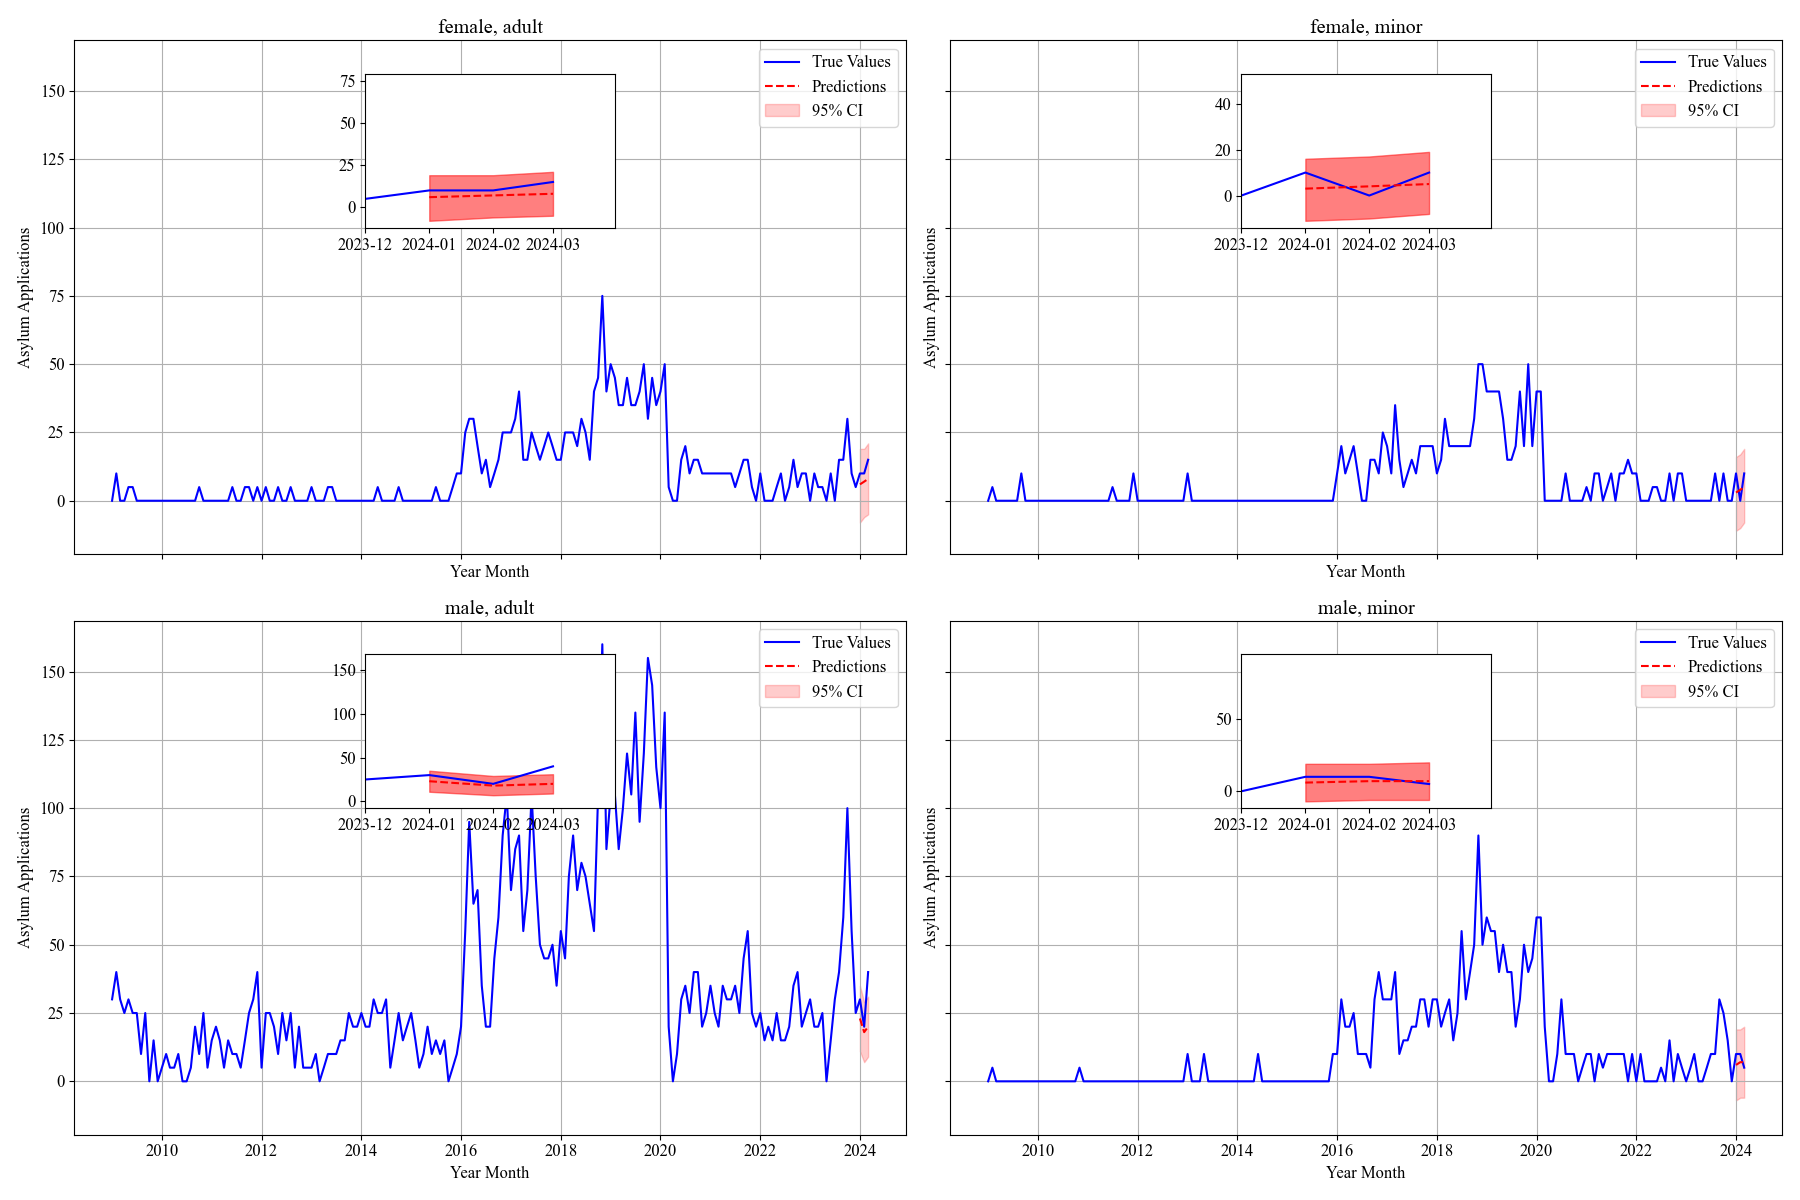 female, adult
True Values
Predictions
95% CI
75
50
25
0
2023-12 2024-01 2024-02 2024-03
150
125
100
75
50
25
0
Asylum Applications
Year Month
female, minor
True Values
Predictions
95% CI
40
20
0
2023-12 2024-01 2024-02 2024-03
Asylum Applications
Year Month
male, adult
True Values
Predictions
95% CI
150
100
50
0
2023-12 2024-01 2024-02 2024-03
150
125
100
75
50
25
0
Asylum Applications
2010 2012 2014 2016 2018 2020 2022 2024
Year Month
male, minor
True Values
Predictions
95% CI
50
0
2023-12 2024-01 2024-02 2024-03
Asylum Applications
2010 2012 2014 2016 2018 2020 2022 2024
Year Month